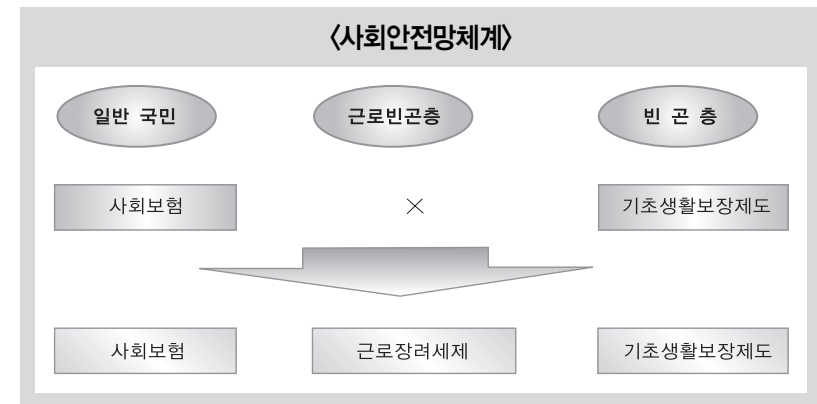 〈사회안전망체계〉
일반 국민 근로빈곤층 빈 곤 층
사회보험 × 기초생활보장제도
사회보험 근로장려세제 기초생활보장제도